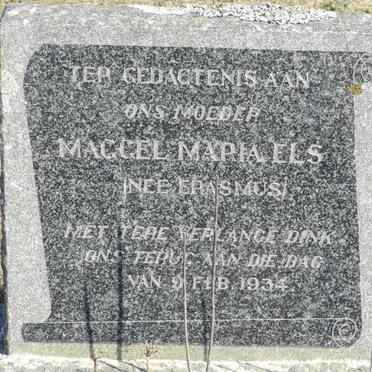 TER GEDAGTENIS AAN
ONS MOEDER
MAGGEL MARIA ELS
(NEE ERASMUS)
MET TERE VERLANGE DINK
ONS TERUG AAN DIE DAG
VAN 9 FEB. 1934